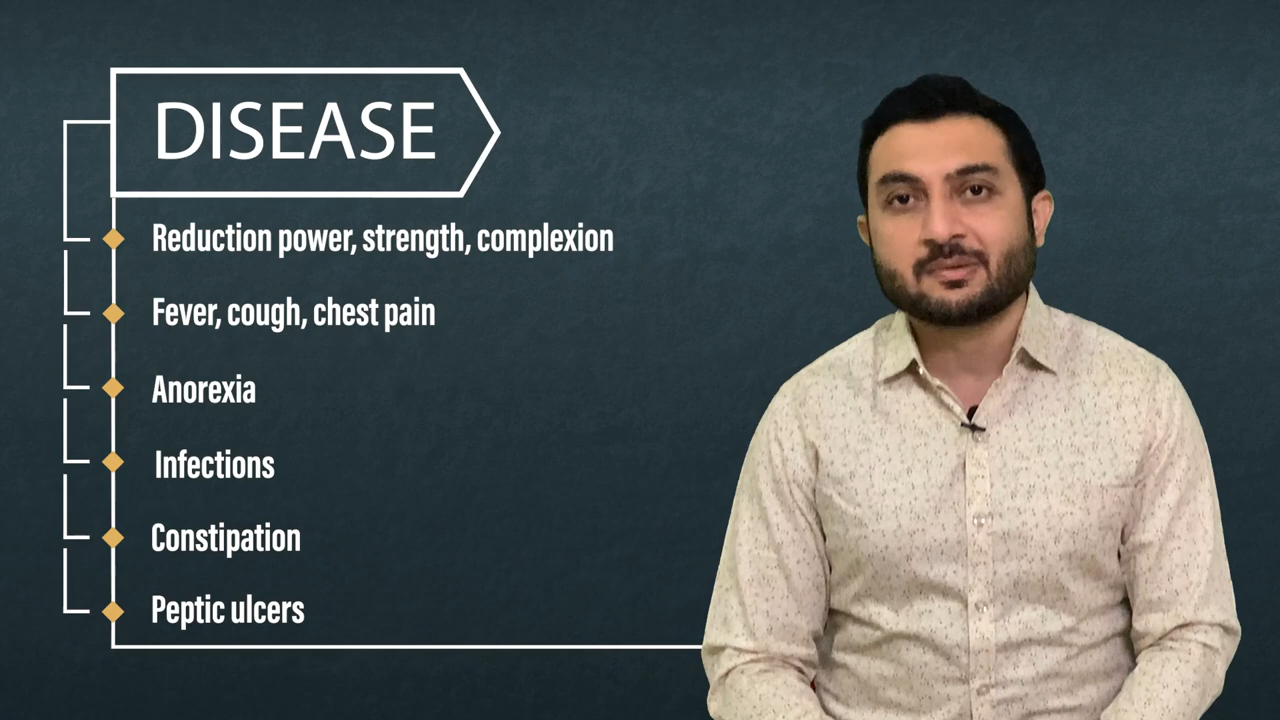 DISEASE
Reduction power, strength, complexion
Fever, cough, chest pain
Anorexia
Infections
Constipation
Peptic ulcers